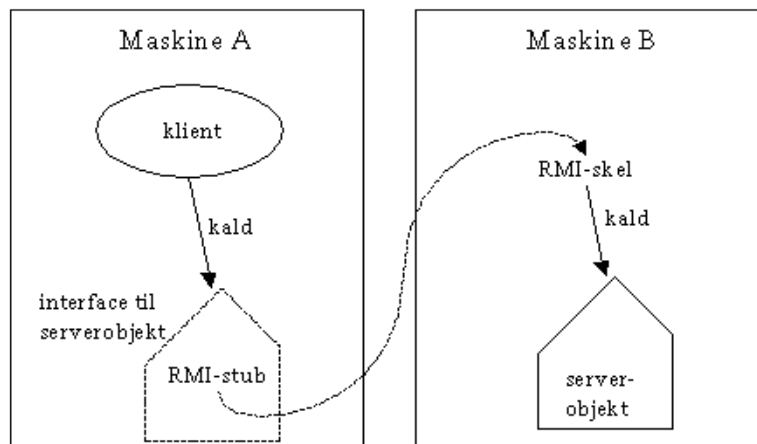 Maskine A
klient
kald
interface til
serverobjekt
RMI-stub
Maskine B
RMI-skel
kald
server-
objekt